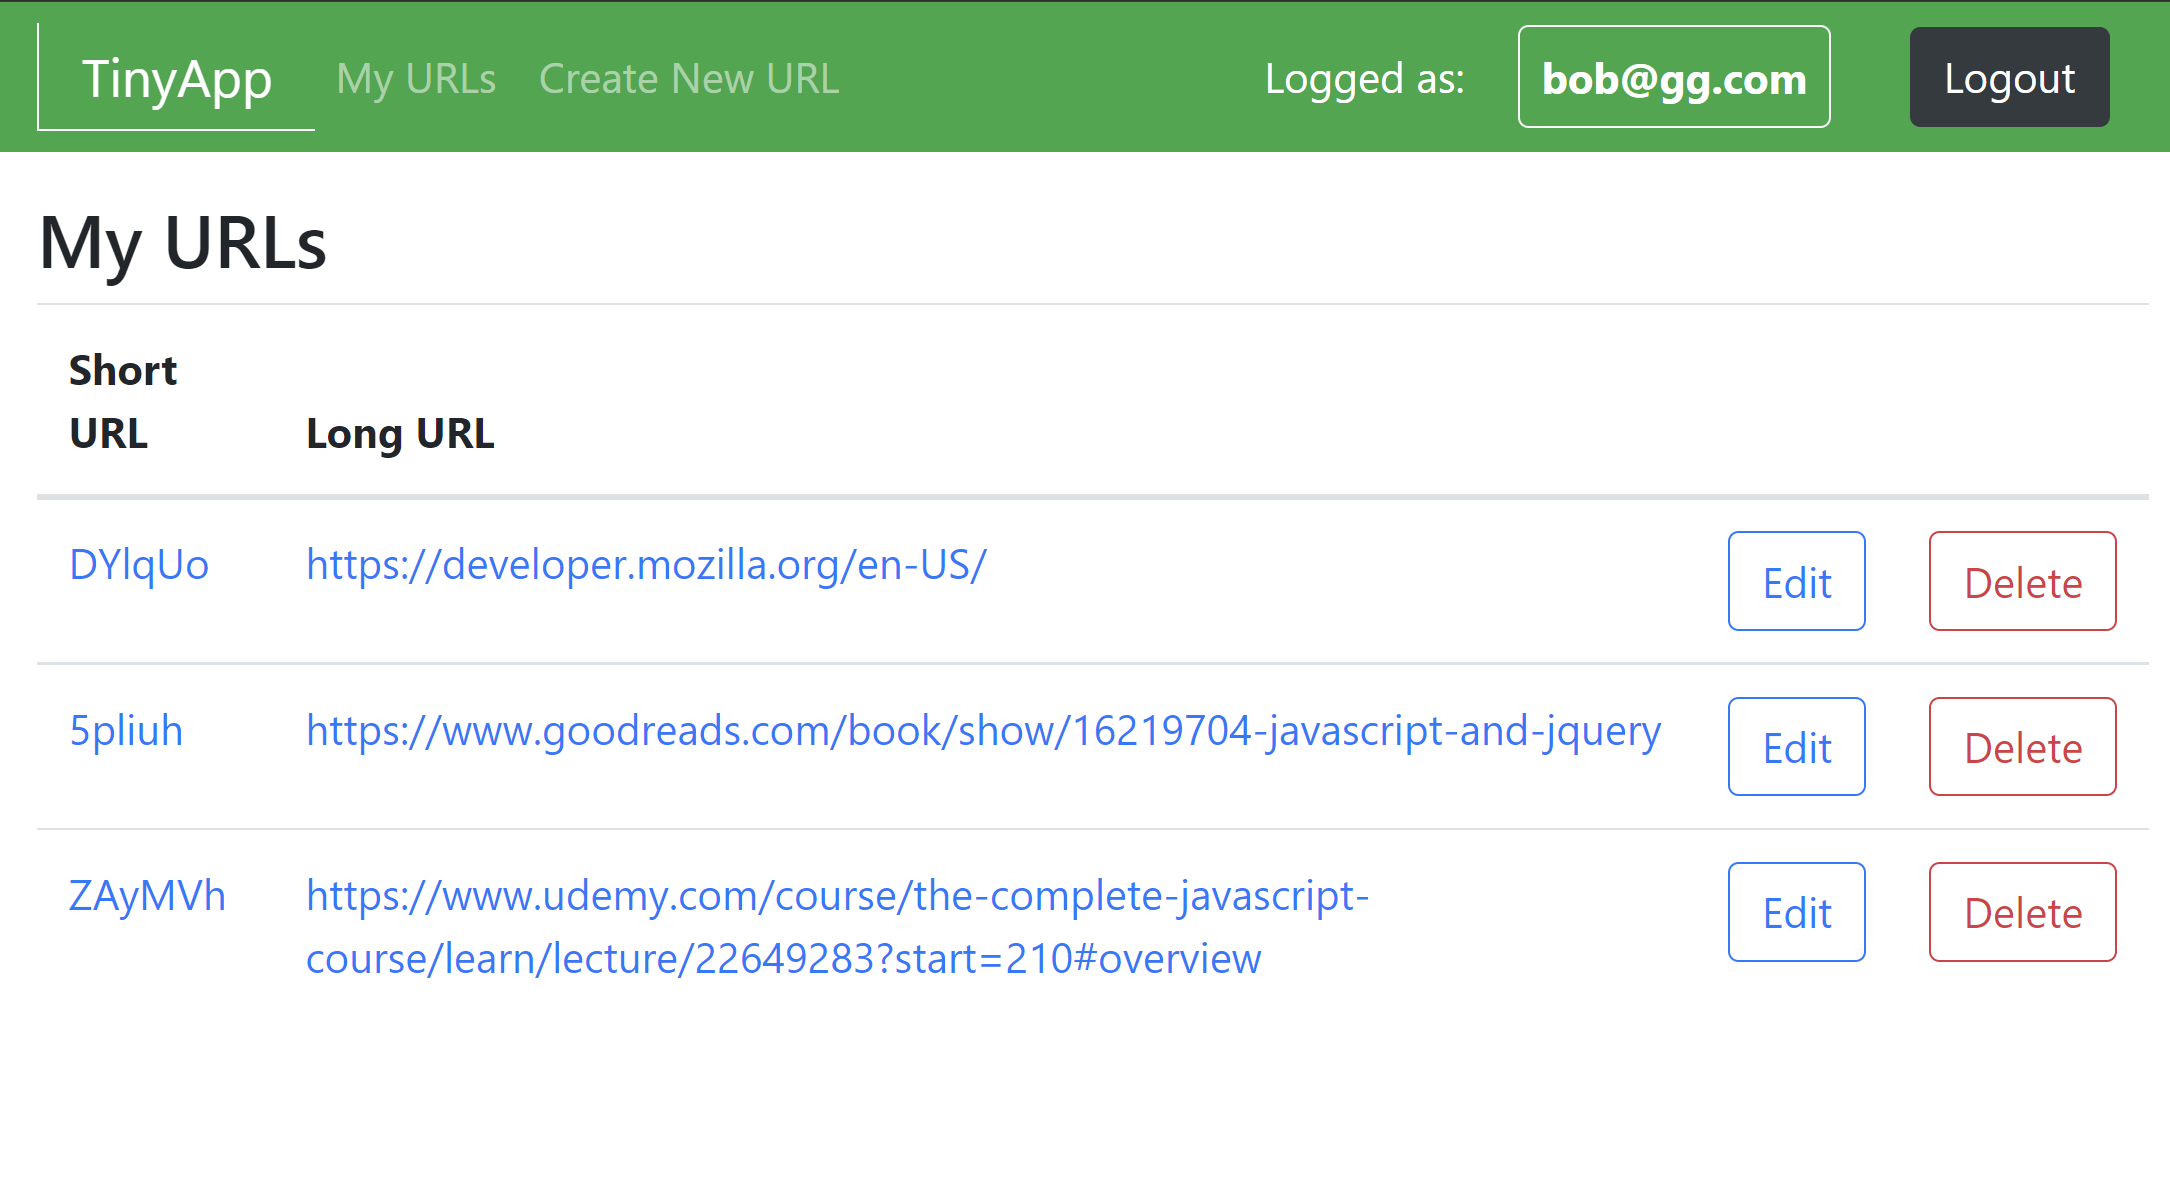 TinyApp My URLs Create New URL Logged as: bob@gg.com Logout
My URLs
Short
URL Long URL
DYlqUo https://developer.mozilla.org/en-US/ Edit Delete
5pliuh https://www.goodreads.com/book/show/16219704-javascript-and-jquery Edit Delete
ZAyMVh https://www.udemy.com/course/the-complete-javascript- Edit Delete
course/learn/lecture/22649283?start=210#overview